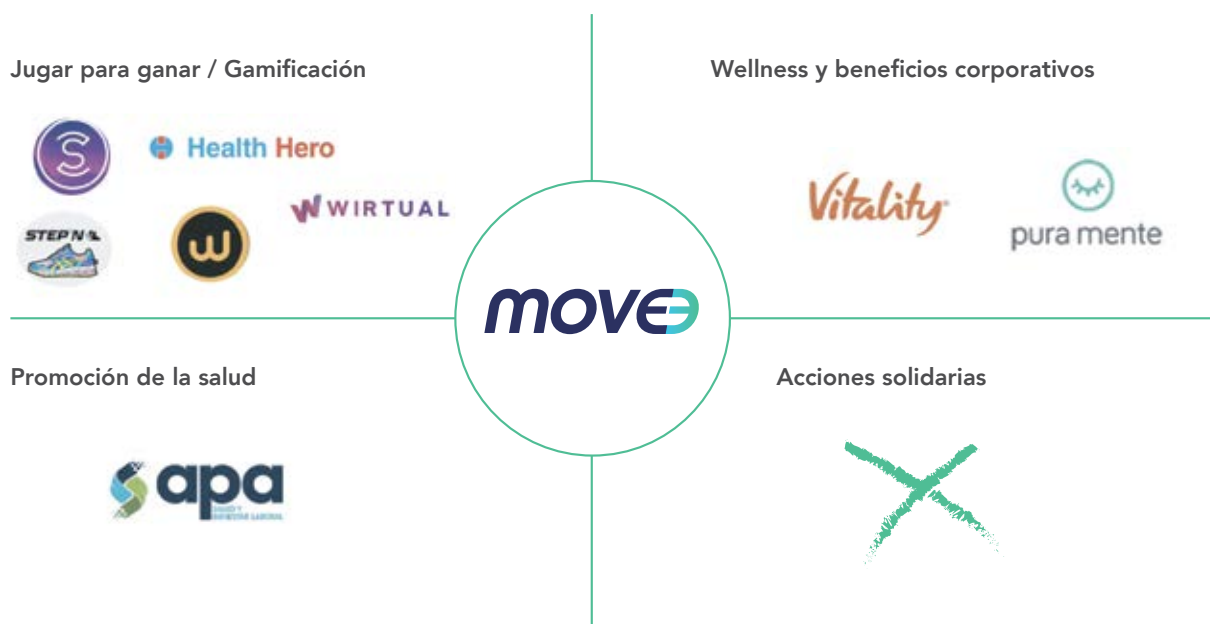 Jugar para ganar / Gamificación
Wellness y beneficios corporativos
S
Health Hero
WIRTUAL
STEPN
Vitality
pura mente
move
Promoción de la salud
Acciones solidarias
apa